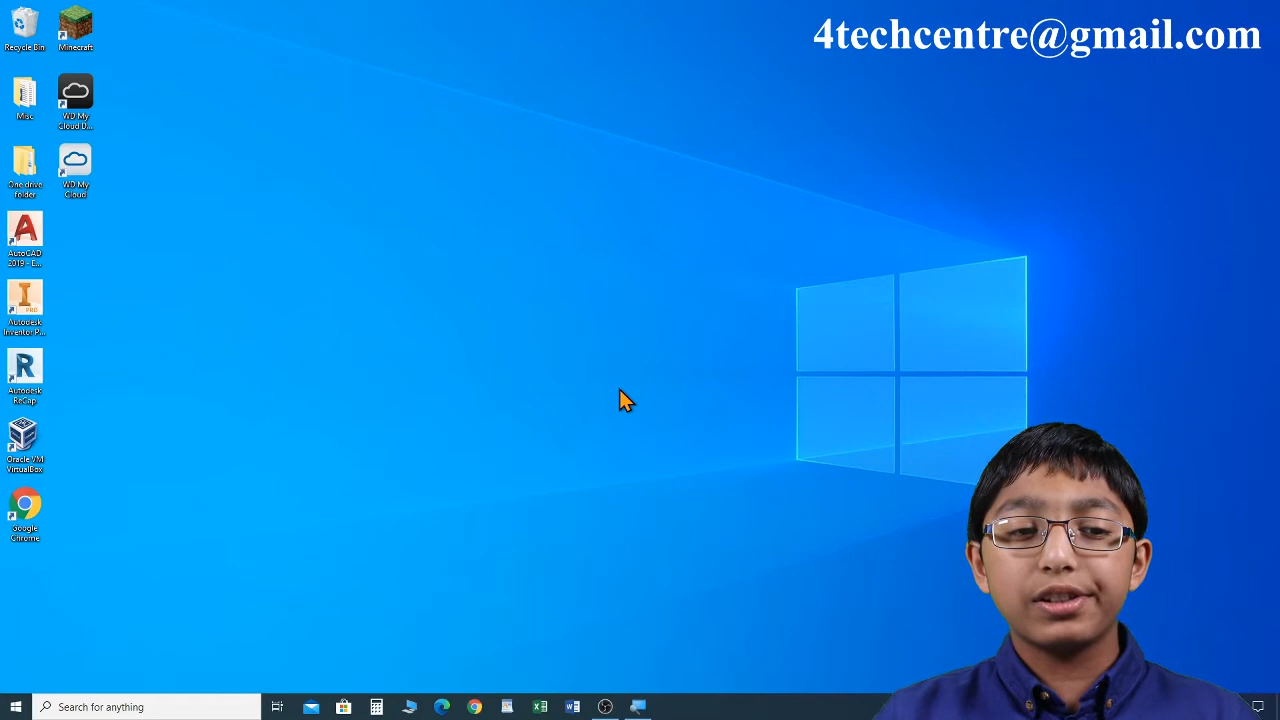 4techcentre@gmail.com
Recycle Bin
Minecraft
Misc
WD My
Cloud D...
One drive
folder
WD My
Cloud
AutoCAD
2019 - E...
Autodesk
Inventor P...
PRO
Autodesk
ReCap
Oracle VM
VirtualBox
Google
Chrome
Search for anything